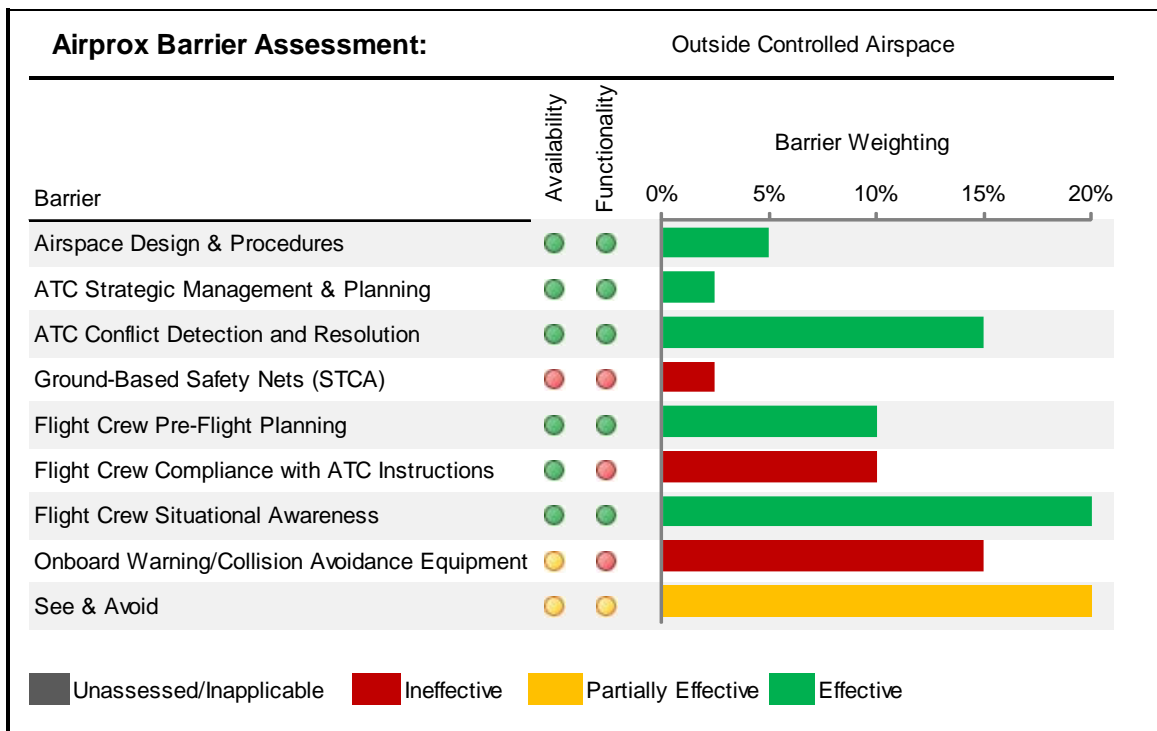 Airprox Barrier Assessment: Outside Controlled Airspace
Availability
Functionality
Barrier Weighting
Barrier
0% 5% 10% 15% 20%
Airspace Design & Procedures
ATC Strategic Management & Planning
ATC Conflict Detection and Resolution
Ground-Based Safety Nets (STCA)
Flight Crew Pre-Flight Planning
Flight Crew Compliance with ATC Instructions
Flight Crew Situational Awareness
Onboard Warning/Collision Avoidance Equipment
See & Avoid
Unassessed/Inapplicable Ineffective Partially Effective Effective